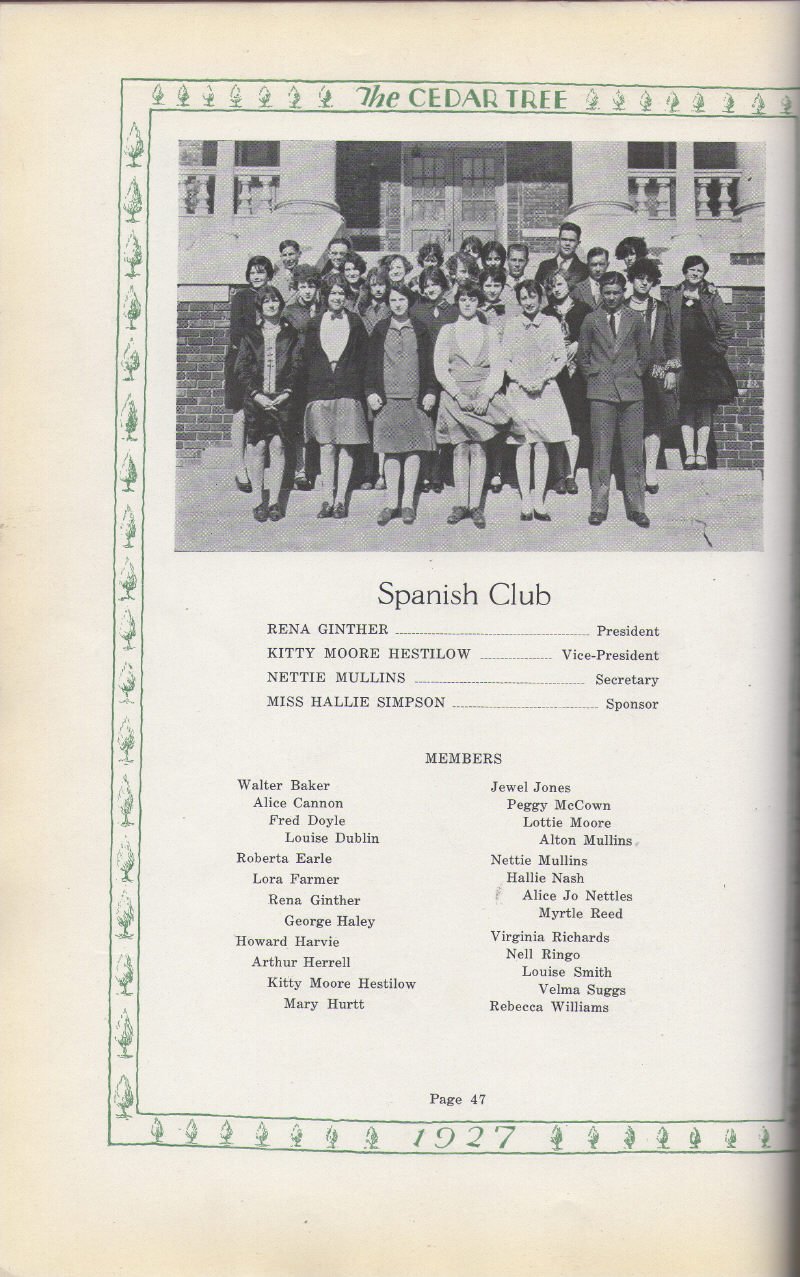 The CEDAR TREE
Spanish Club
RENA GINTHER ---------- President
KITTY MOORE HESTILOW ---------- Vice-President
NETTIE MULLINS ---------- Secretary
MISS HALLIE SIMPSON ---------- Sponsor
MEMBERS
Walter Baker
Alice Cannon
Fred Doyle
Louise Dublin
Roberta Earle
Lora Farmer
Rena Ginther
George Haley
Howard Harvie
Arthur Herrell
Kitty Moore Hestilow
Mary Hurtt
Jewel Jones
Peggy McCown
Lottie Moore
Alton Mullins
Nettie Mullins
Hallie Nash
Alice Jo Nettles
Myrtle Reed
Virginia Richards
Nell Ringo
Louise Smith
Velma Suggs
Rebecca Williams
Page 47
1927